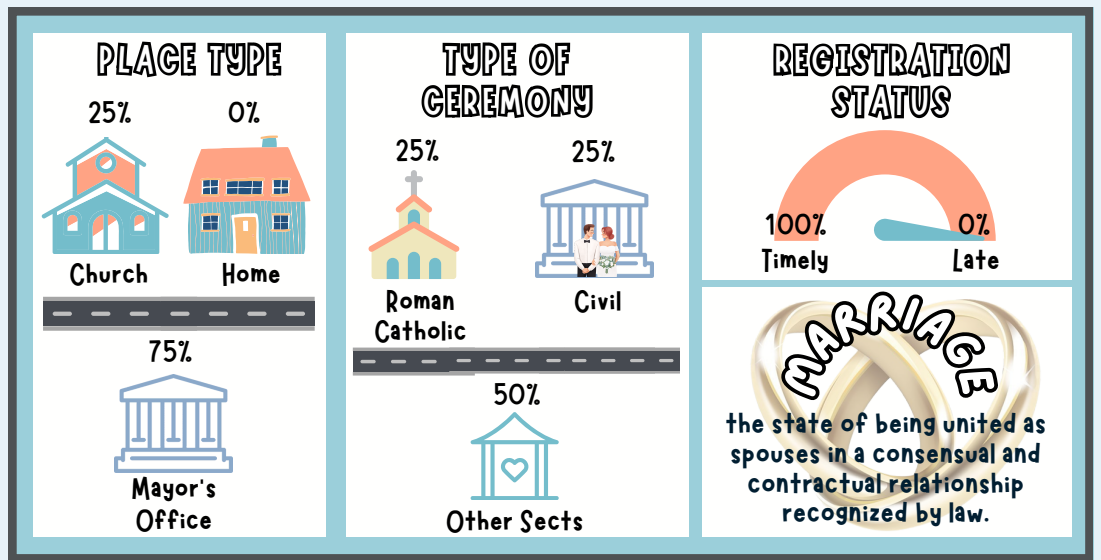 PLACE TYPE
25%
0%
Church
Home
75%
Mayor's
Office
TYPE OF
CEREMONY
25%
25%
Roman
Catholic
Civil
50%
Other Sects
REGISTRATION
STATUS
100%
0%
Timely
Late
MARRIAGE
the state of being united as
spouses in a consensual and
contractual relationship
recognized by law.